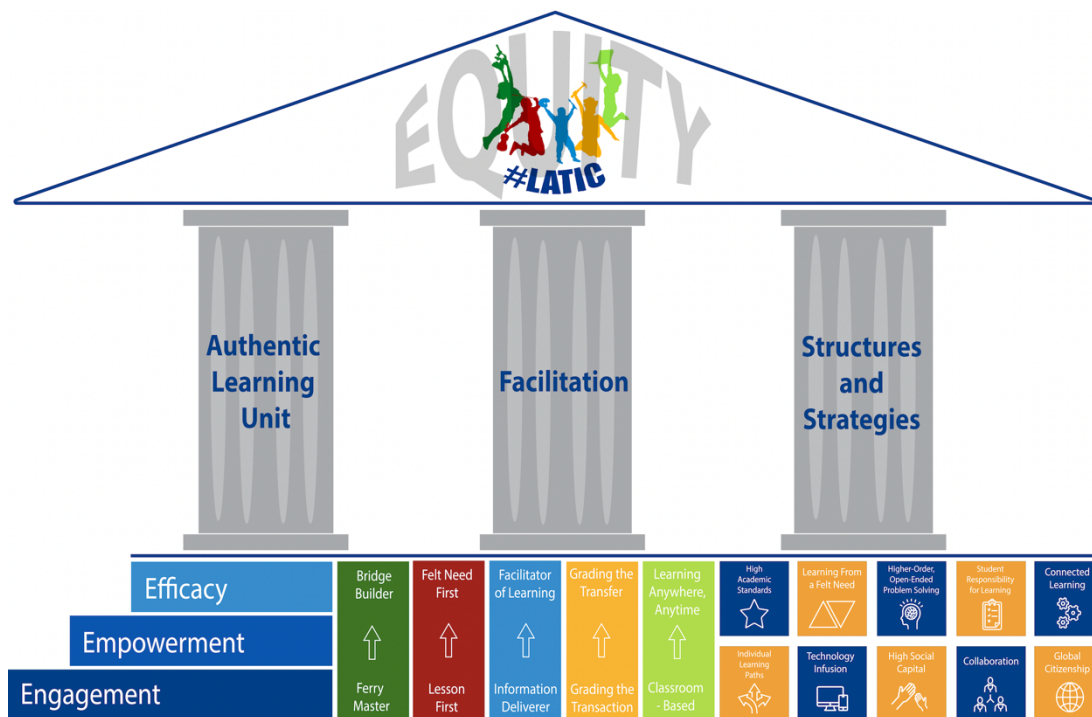 EQUITY
#LATIC
Authentic
Learning
Unit
Facilitation
Structures
and
Strategies
Efficacy
Empowerment
Engagement
Bridge
Builder
Ferry
Master
Felt Need
First
Lesson
First
Facilitator
of Learning
Information
Deliverer
Grading the
Transfer
Grading the
Transaction
Learning
Anywhere,
Anytime
Classroom
- Based
High
Academic
Standards
Learning From
a Felt Need
Higher-Order,
Open-Ended
Problem Solving
Student
Responsibility
for Learning
Connected
Learning
Individual
Learning
Paths
Technology
Infusion
High Social
Capital
Collaboration
Global
Citizenship